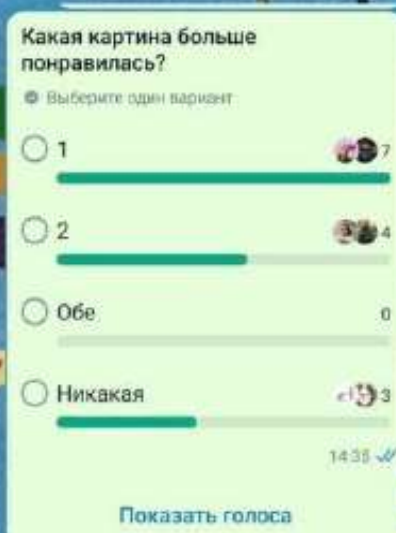 Какая картина больше
понравилась?
Выберите один вариант
1 7
2 4
Обе 0
Никакая 3
14:35
Показать голоса